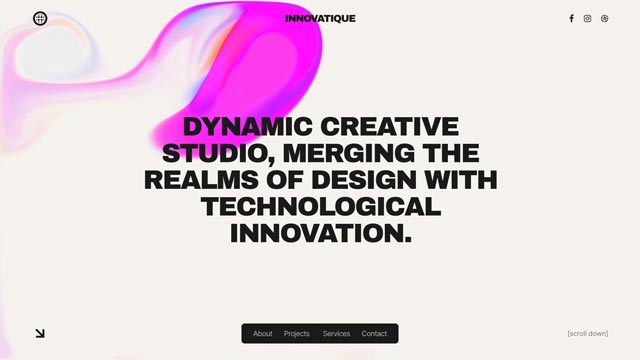 INNOVATIQUE
DYNAMIC CREATIVE
STUDIO, MERGING THE
REALMS OF DESIGN WITH
TECHNOLOGICAL
INNOVATION.
About Projects Services Contact
[scroll down]